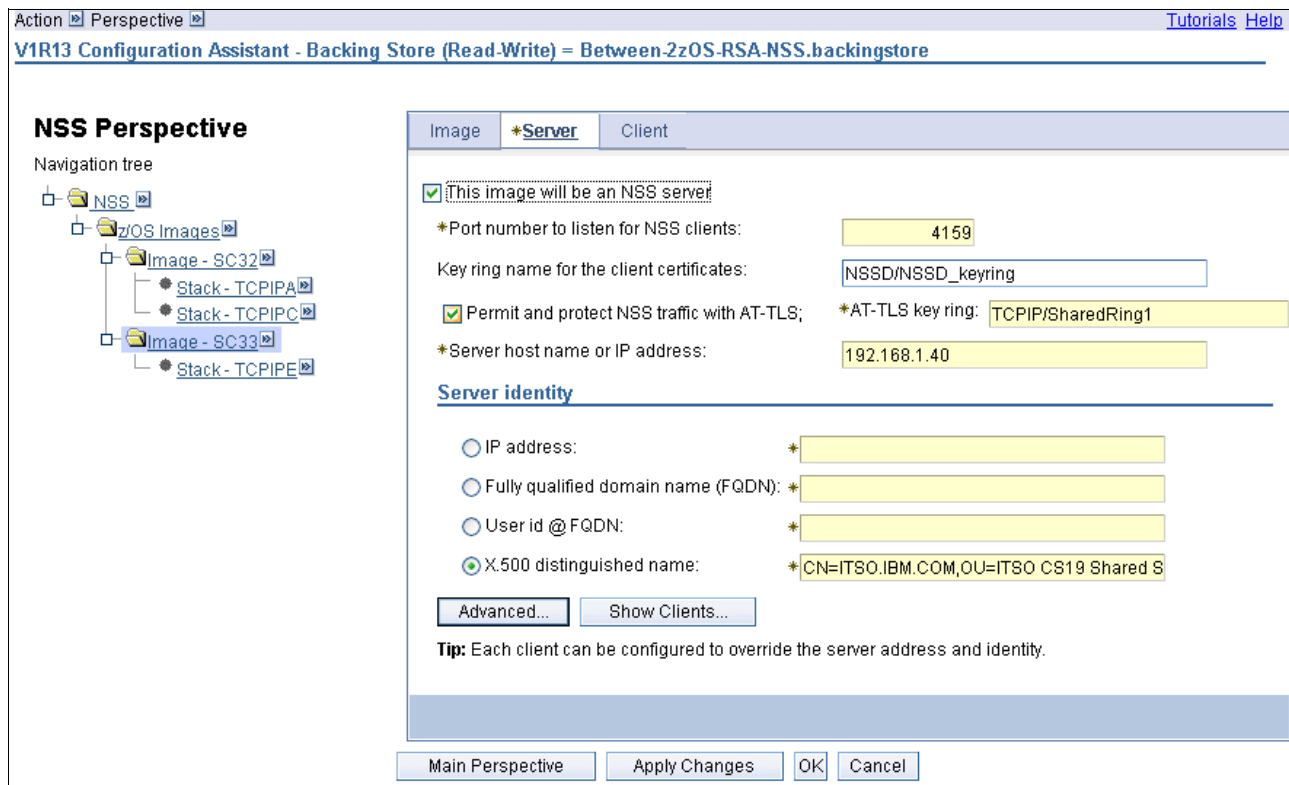 Action Perspective Tutorials Help
V1R13 Configuration Assistant - Backing Store (Read-Write) = Between-2zOS-RSA-NSS.backingstore
NSS Perspective
Navigation tree
NSS
z/OS Images
Image - SC32
Stack - TCPIPA
Stack - TCPIPC
Image - SC33
Stack - TCPIPE
Image *Server Client
This image will be an NSS server
*Port number to listen for NSS clients: 4159
Key ring name for the client certificates: NSSD/NSSD_keyring
Permit and protect NSS traffic with AT-TLS; *AT-TLS key ring: TCPIP/SharedRing1
*Server host name or IP address: 192.168.1.40
Server identity
IP address: *
Fully qualified domain name (FQDN): *
User id @ FQDN: *
X.500 distinguished name: *CN=ITSO.IBM.COM,OU=ITSO CS19 Shared S
Advanced... Show Clients...
Tip: Each client can be configured to override the server address and identity.
Main Perspective Apply Changes OK Cancel